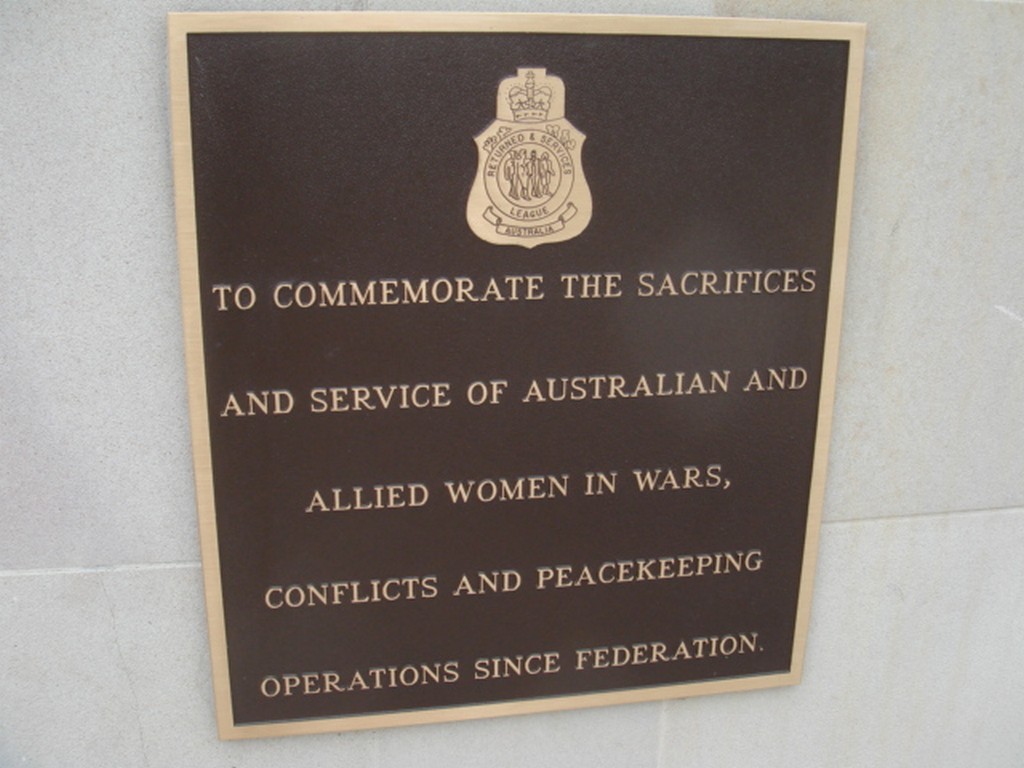 RETURNED & SERVICES
LEAGUE
AUSTRALIA
TO COMMEMORATE THE SACRIFICES
AND SERVICE OF AUSTRALIAN AND
ALLIED WOMEN IN WARS,
CONFLICTS AND PEACEKEEPING
OPERATIONS SINCE FEDERATION.